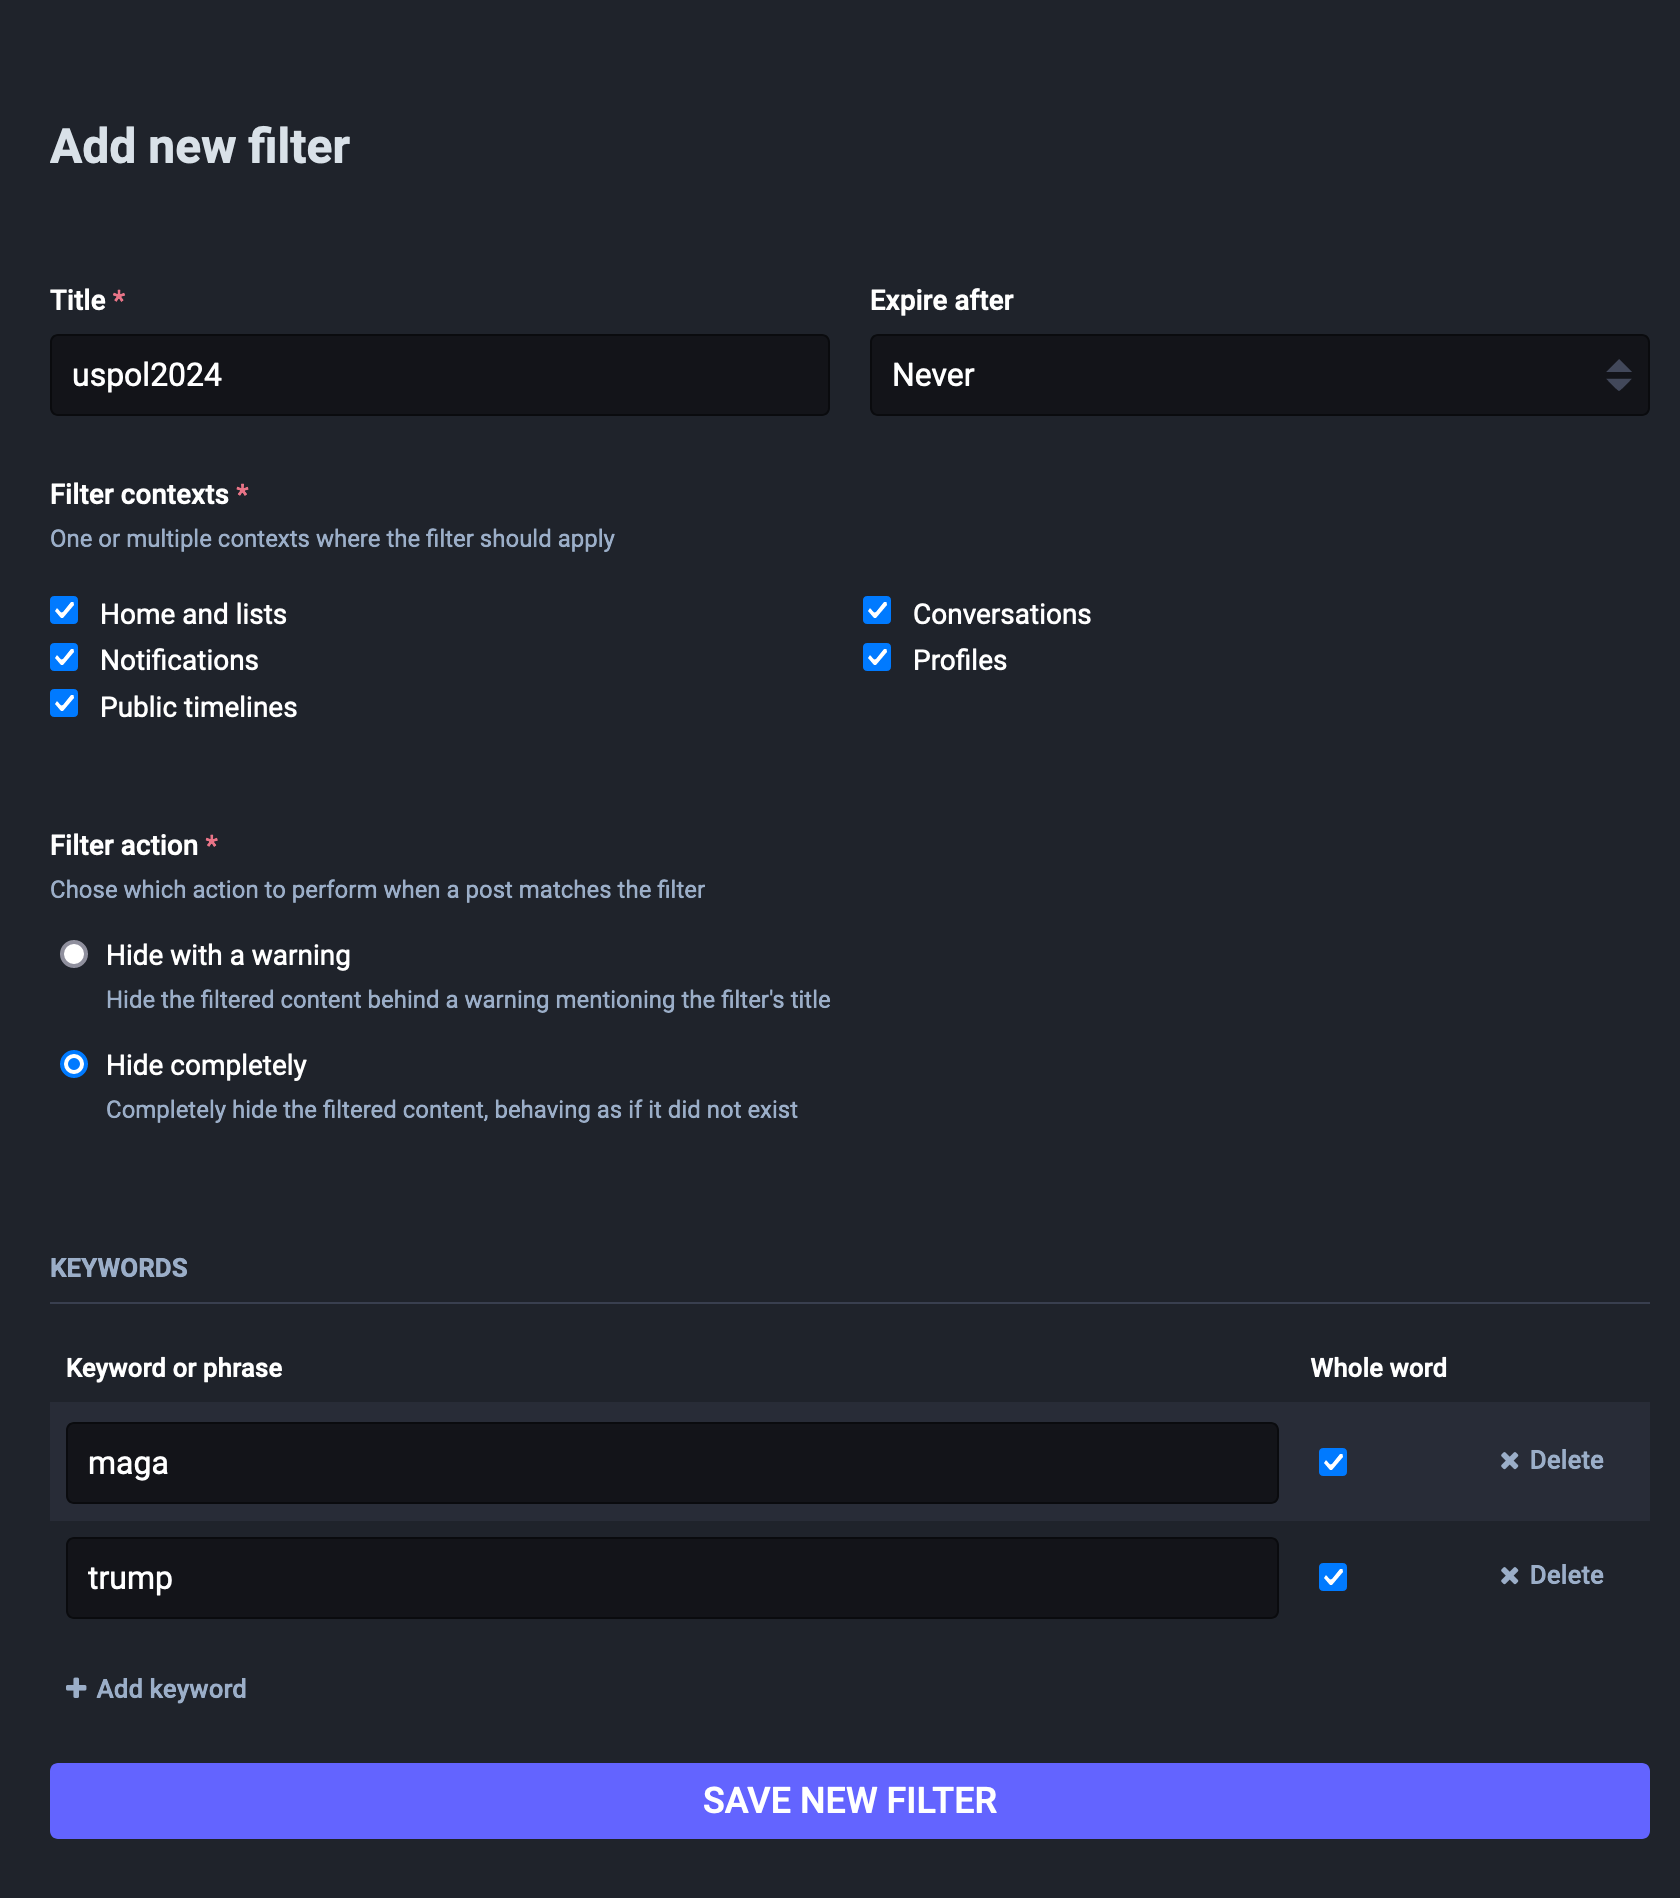 Add new filter
Title *
Expire after
uspol2024
Never
Filter contexts *
One or multiple contexts where the filter should apply
Home and lists
Conversations
Notifications
Profiles
Public timelines
Filter action *
Chose which action to perform when a post matches the filter
Hide with a warning
Hide the filtered content behind a warning mentioning the filter's title
Hide completely
Completely hide the filtered content, behaving as if it did not exist
KEYWORDS
Keyword or phrase
Whole word
maga
Delete
trump
Delete
Add keyword
SAVE NEW FILTER